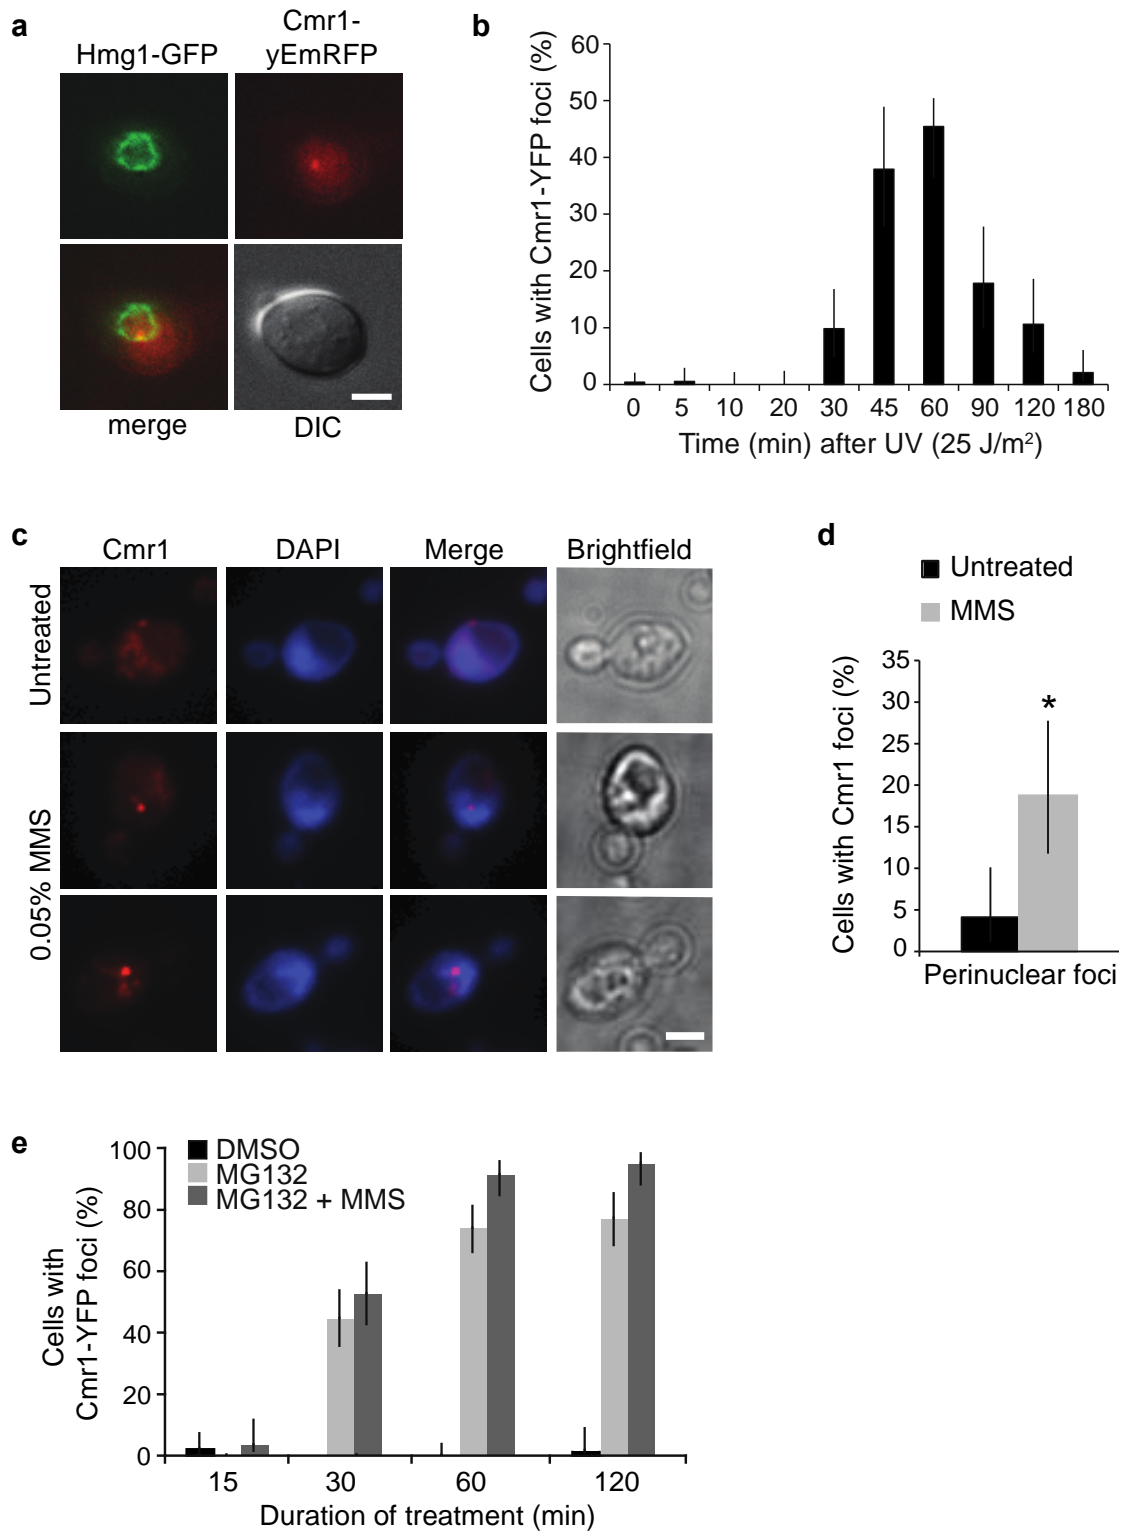 a
Hmg1-GFP
Cmr1-
yEmRFP
merge
DIC
b
Cells with Cmr1-YFP foci (%)
60
50
40
30
20
10
0
0 5 10 20 30 45 60 90 120 180
Time (min) after UV (25 J/m²)
c
Cmr1 DAPI Merge Brightfield
Untreated
0.05% MMS
d
Untreated
MMS
Cells with Cmr1 foci (%)
35
30
25
20
15
10
5
0
*
Perinuclear foci
e
DMSO
MG132
MG132 + MMS
Cells with
Cmr1-YFP foci (%)
100
80
60
40
20
0
15 30 60 120
Duration of treatment (min)